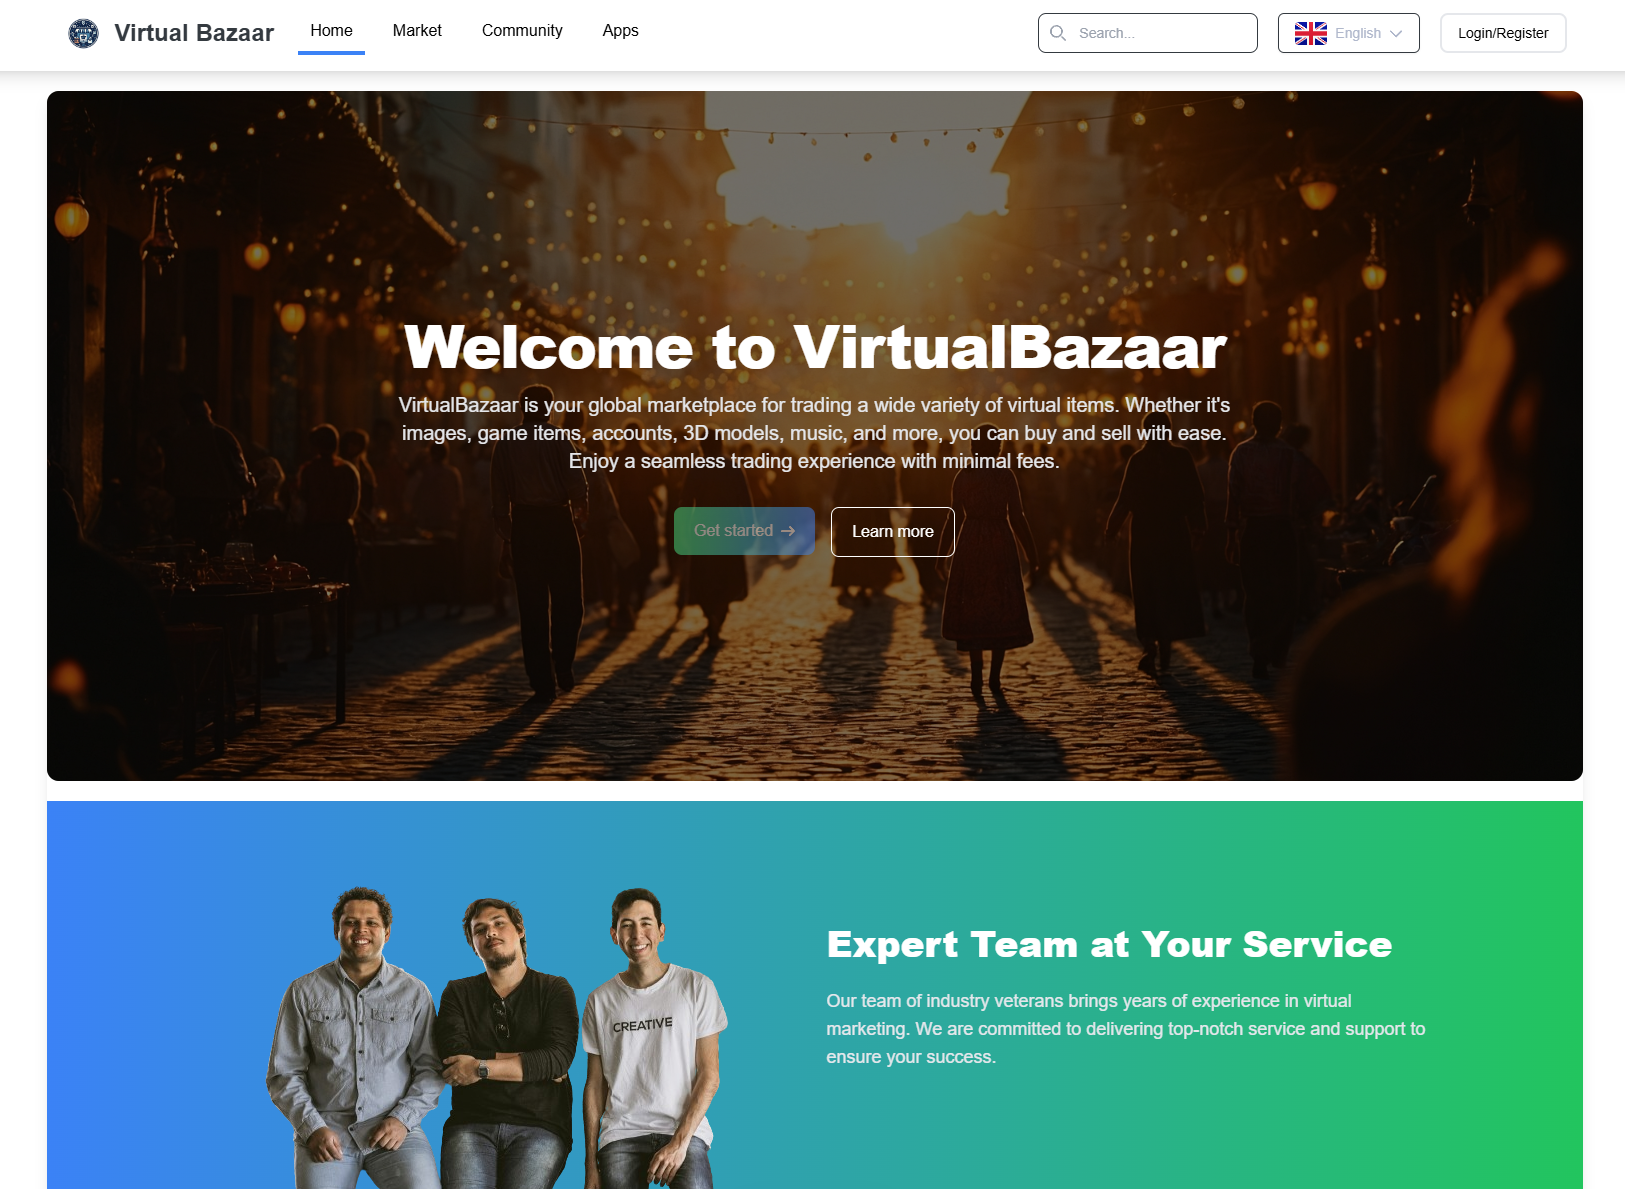 Virtual Bazaar
Home
Market
Community
Apps
Search...
English
Login/Register
Welcome to VirtualBazaar
VirtualBazaar is your global marketplace for trading a wide variety of virtual items. Whether it's
images, game items, accounts, 3D models, music, and more, you can buy and sell with ease.
Enjoy a seamless trading experience with minimal fees.
Get started
Learn more
CREATIVE
Expert Team at Your Service
Our team of industry veterans brings years of experience in virtual
marketing. We are committed to delivering top-notch service and support to
ensure your success.